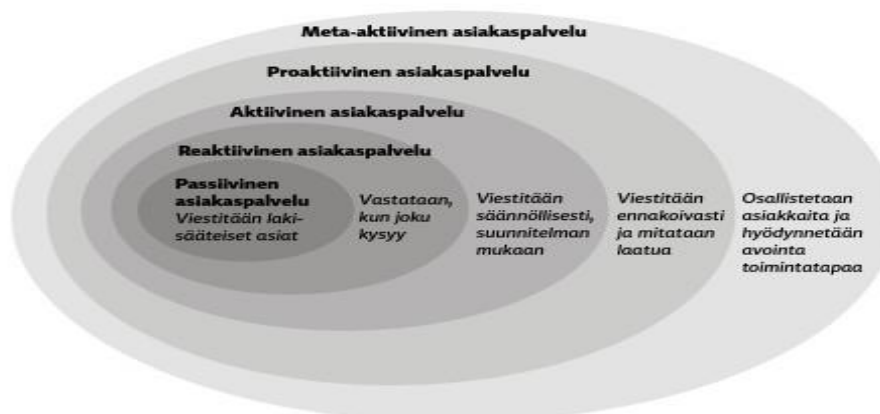 Meta-aktiivinen asiakaspalvelu
Proaktiivinen asiakaspalvelu
Aktiivinen asiakaspalvelu
Reaktiivinen asiakaspalvelu
Passiivinen
asiakaspalvelu
Viestitään laki-
sääteiset asiat
Vastataan,
kun joku
kysyy
Viestitään
säännöllisesti,
suunnitelman
mukaan
Viestitään
ennakoivasti
ja mitataan
laatua
Osallistetaan
asiakkaita ja
hyödynnetään
avointa
toimintatapaa